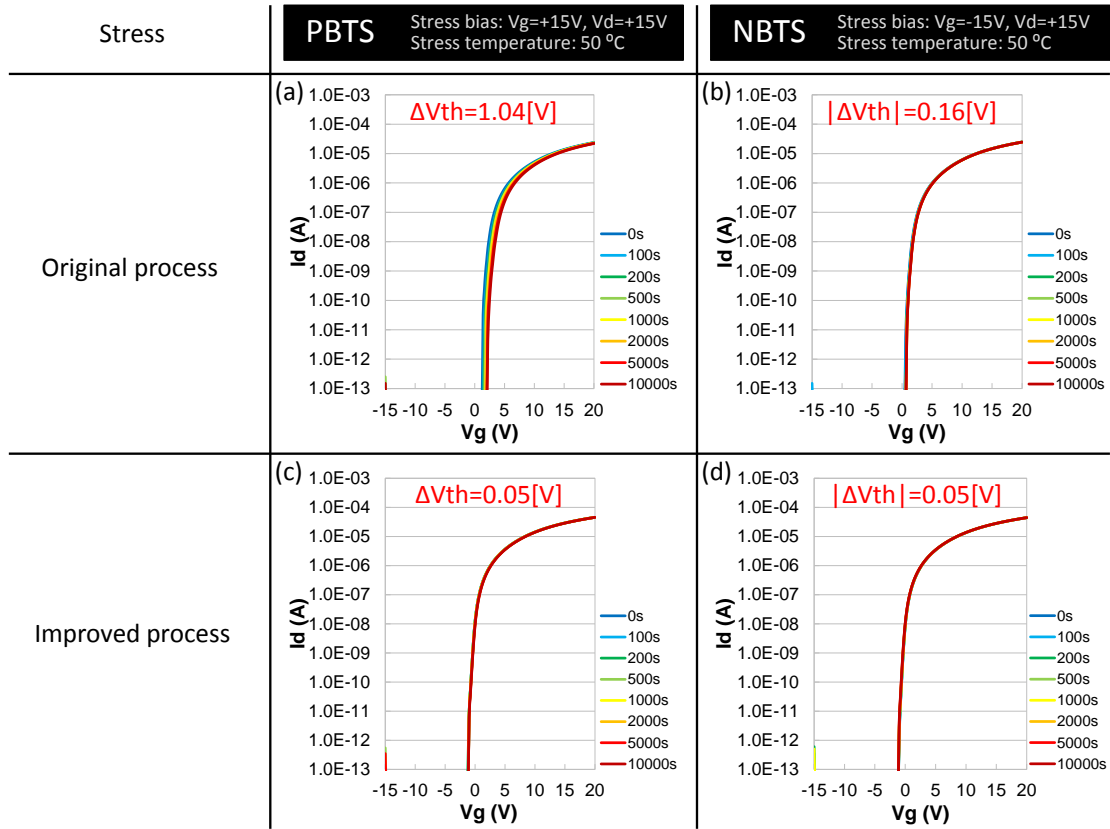 Stress
PBTS
Stress bias: Vg=+15V, Vd=+15V
Stress temperature: 50 ⁰C
NBTS
Stress bias: Vg=-15V, Vd=+15V
Stress temperature: 50 ⁰C
Original process
(a)
ΔVth=1.04[V]
1.0E-03
1.0E-04
1.0E-05
1.0E-06
1.0E-07
1.0E-08
1.0E-09
1.0E-10
1.0E-11
1.0E-12
1.0E-13
Id (A)
0s
100s
200s
500s
1000s
2000s
5000s
10000s
-15 -10 -5 0 5 10 15 20
Vg (V)
(b)
|ΔVth|=0.16[V]
1.0E-03
1.0E-04
1.0E-05
1.0E-06
1.0E-07
1.0E-08
1.0E-09
1.0E-10
1.0E-11
1.0E-12
1.0E-13
Id (A)
0s
100s
200s
500s
1000s
2000s
5000s
10000s
-15 -10 -5 0 5 10 15 20
Vg (V)
Improved process
(c)
ΔVth=0.05[V]
1.0E-03
1.0E-04
1.0E-05
1.0E-06
1.0E-07
1.0E-08
1.0E-09
1.0E-10
1.0E-11
1.0E-12
1.0E-13
Id (A)
0s
100s
200s
500s
1000s
2000s
5000s
10000s
-15 -10 -5 0 5 10 15 20
Vg (V)
(d)
|ΔVth|=0.05[V]
1.0E-03
1.0E-04
1.0E-05
1.0E-06
1.0E-07
1.0E-08
1.0E-09
1.0E-10
1.0E-11
1.0E-12
1.0E-13
Id (A)
0s
100s
200s
500s
1000s
2000s
5000s
10000s
-15 -10 -5 0 5 10 15 20
Vg (V)